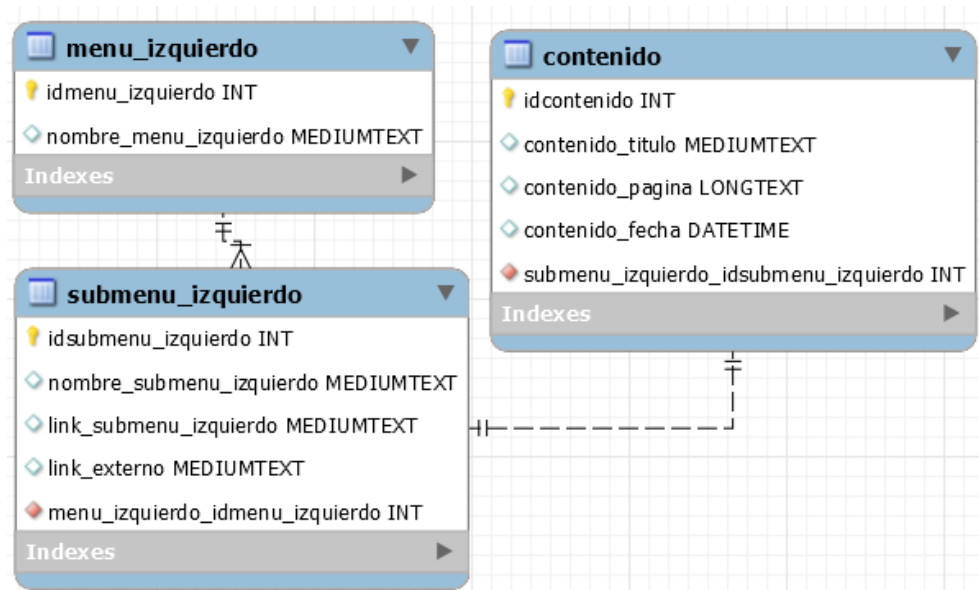 menu_izquierdo
idmenu_izquierdo INT
nombre_menu_izquierdo MEDIUMTEXT
Indexes
submenu_izquierdo
idsubmenu_izquierdo INT
nombre_submenu_izquierdo MEDIUMTEXT
link_submenu_izquierdo MEDIUMTEXT
link_externo MEDIUMTEXT
menu_izquierdo_idmenu_izquierdo INT
Indexes
contenido
idcontenido INT
contenido_titulo MEDIUMTEXT
contenido_pagina LONGTEXT
contenido_fecha DATETIME
submenu_izquierdo_idsubmenu_izquierdo INT
Indexes